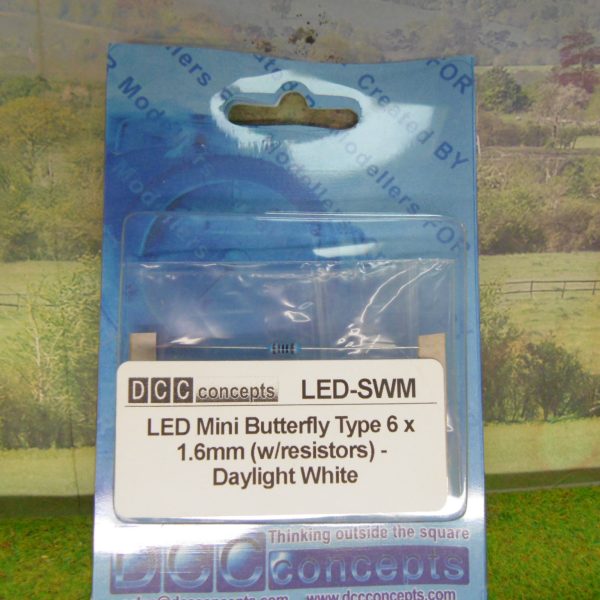 Created BY
Modellers FOR
Modellers
DCC concepts LED-SWM
LED Mini Butterfly Type 6 x
1.6mm (w/resistors) -
Daylight White
Thinking outside the square
DCC concepts
www.dccconcepts.com